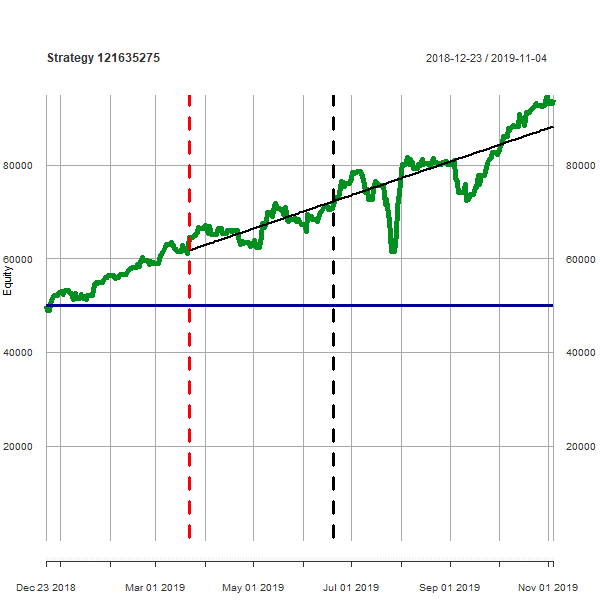 Strategy 121635275
2018-12-23 / 2019-11-04
80000
80000
60000
60000
Equity
40000
40000
20000
20000
Dec 23 2018
Mar 01 2019
May 01 2019
Jul 01 2019
Sep 01 2019
Nov 01 2019